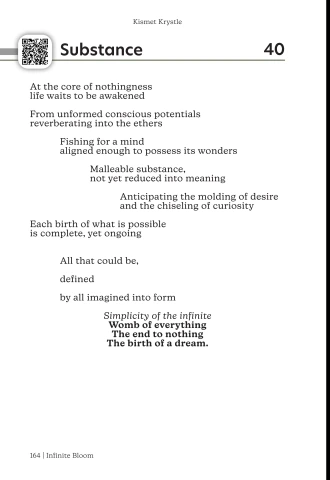 Kismet Krystle
Substance 40
At the core of nothingness
life waits to be awakened
From unformed conscious potentials
reverberating into the ethers
Fishing for a mind
aligned enough to possess its wonders
Malleable substance,
not yet reduced into meaning
Anticipating the molding of desire
and the chiseling of curiosity
Each birth of what is possible
is complete, yet ongoing
All that could be,
defined
by all imagined into form
Simplicity of the infinite
Womb of everything
The end to nothing
The birth of a dream.
164 | Infinite Bloom